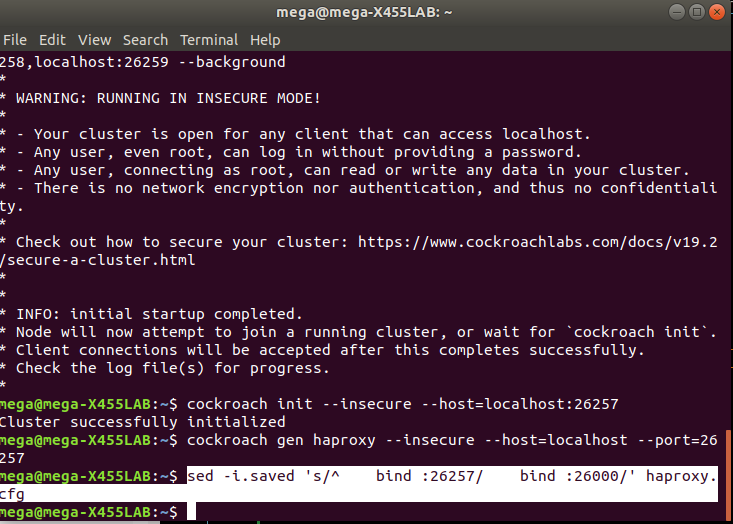 mega@mega-X455LAB: ~
File Edit View Search Terminal Help
258,localhost:26259 --background
*
* WARNING: RUNNING IN INSECURE MODE!
*
* - Your cluster is open for any client that can access localhost.
* - Any user, even root, can log in without providing a password.
* - Any user, connecting as root, can read or write any data in your cluster.
* - There is no network encryption nor authentication, and thus no confidentiali
ty.
*
* Check out how to secure your cluster: https://www.cockroachlabs.com/docs/v19.2
/secure-a-cluster.html
*
*
* INFO: initial startup completed.
* Node will now attempt to join a running cluster, or wait for `cockroach init`.
* Client connections will be accepted after this completes successfully.
* Check the log file(s) for progress.
*
mega@mega-X455LAB:~$ cockroach init --insecure --host=localhost:26257
Cluster successfully initialized
mega@mega-X455LAB:~$ cockroach gen haproxy --insecure --host=localhost --port=26
257
mega@mega-X455LAB:~$ sed -i.saved 's/^    bind :26257/    bind :26000/' haproxy.
cfg
mega@mega-X455LAB:~$